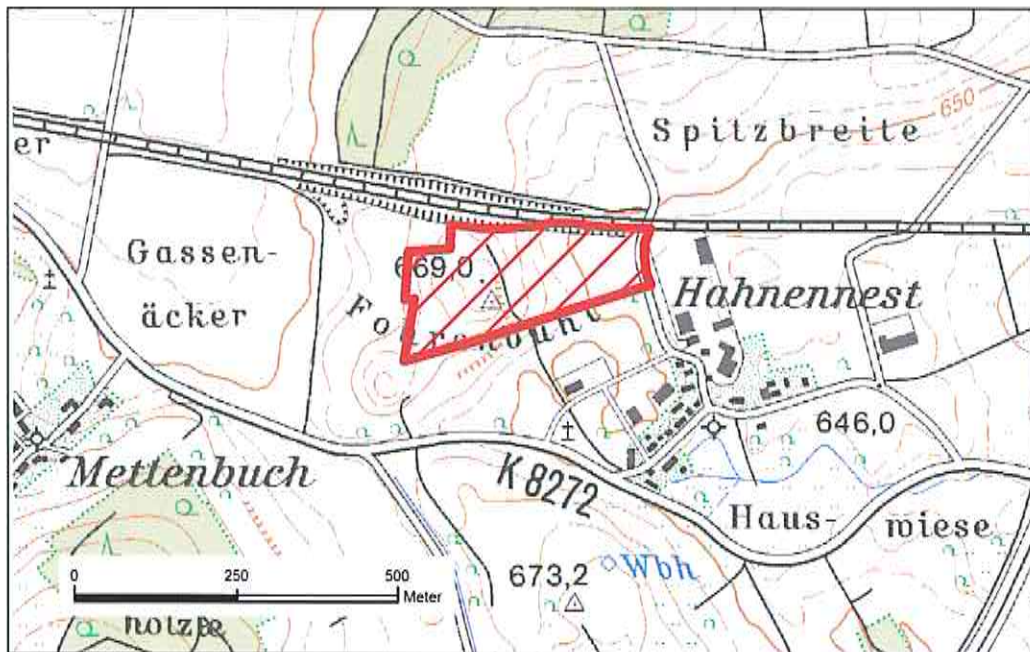 650
Spitzbreite
er
Gassen-
äcker
669,0
Hahnennest
646,0
Mettenbuch
K 8272
Haus-
wiese
673,2
Wbh
0 250 500
Meter